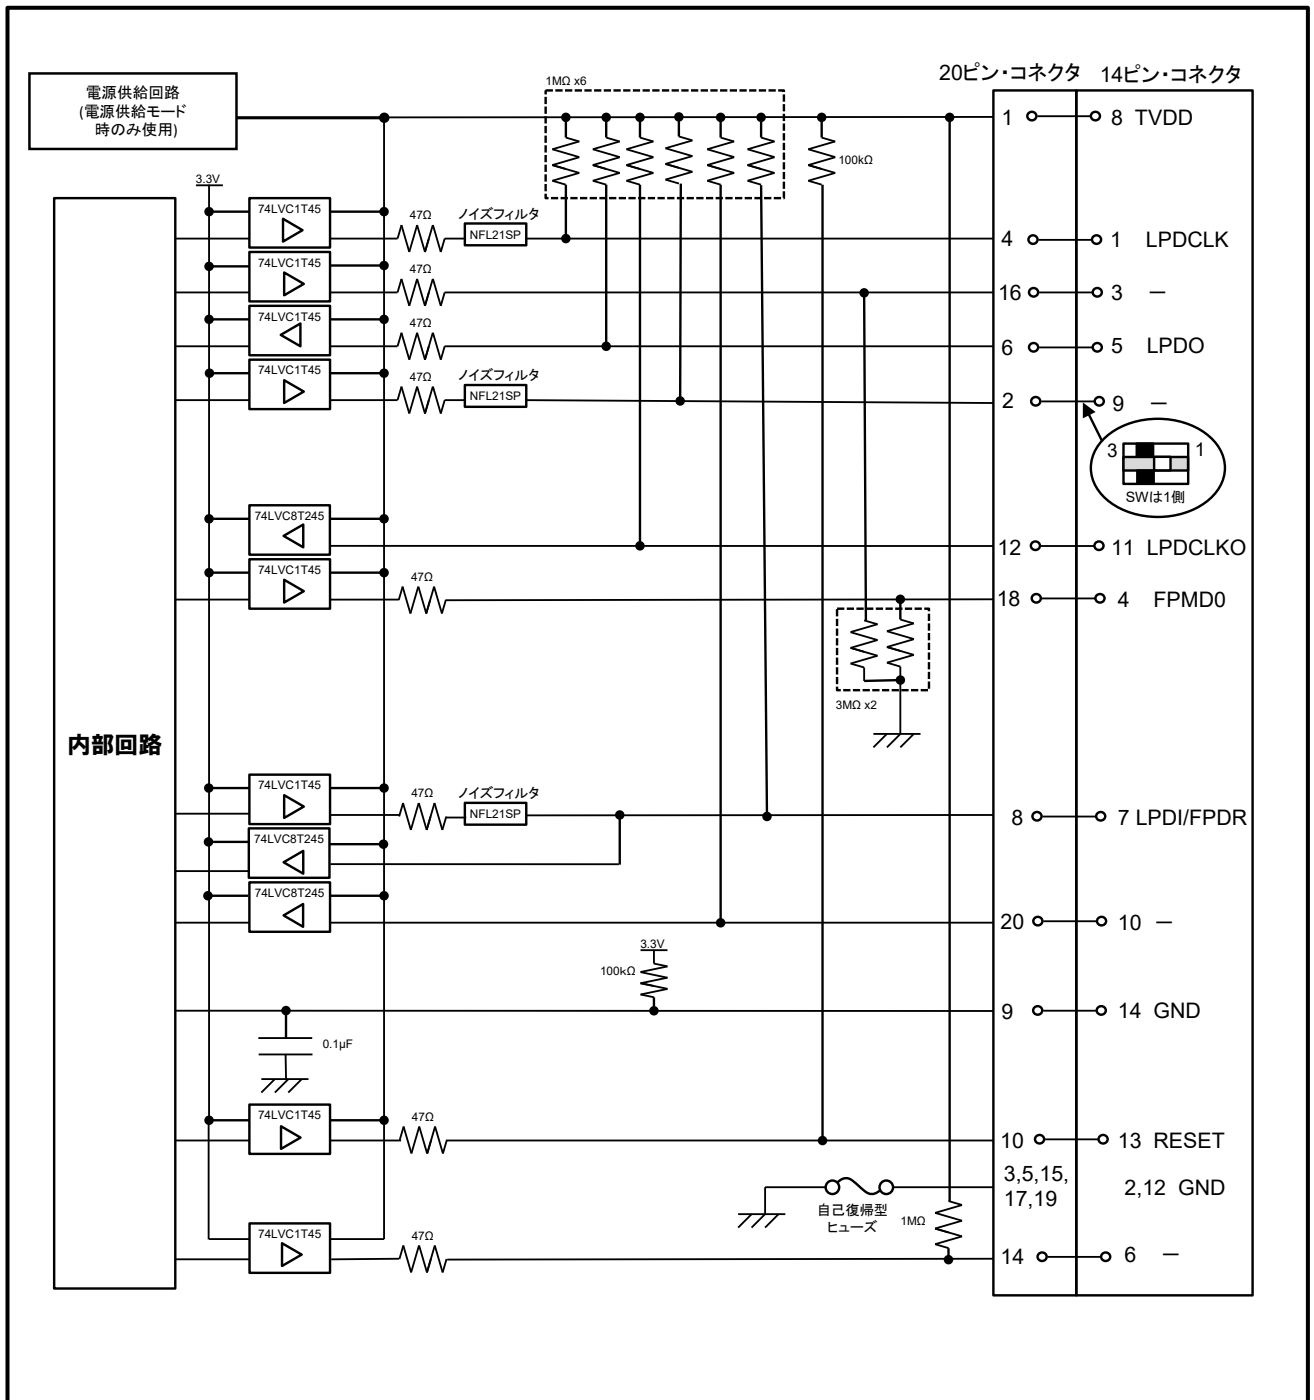 20ピン・コネクタ 14ピン・コネクタ
電源供給回路
(電源供給モード
時のみ使用)
1MΩ x6
1 8 TVDD
100kΩ
3.3V
74LVC1T45
47Ω
ノイズフィルタ
NFL21SP
4 1 LPDCLK
74LVC1T45
47Ω
16 3 －
74LVC1T45
47Ω
6 5 LPDO
74LVC1T45
47Ω
ノイズフィルタ
NFL21SP
2 9 －
3 1
SWは1側
74LVC8T245
12 11 LPDCLKO
74LVC1T45
47Ω
18 4 FPMD0
3MΩ x2
内部回路
74LVC1T45
47Ω
ノイズフィルタ
NFL21SP
8 7 LPDI/FPDR
74LVC8T245
74LVC8T245
20 10 －
3.3V
100kΩ
9 14 GND
0.1μF
74LVC1T45
47Ω
10 13 RESET
3,5,15,
17,19
2,12 GND
自己復帰型
ヒューズ
1MΩ
74LVC1T45
47Ω
14 6 －